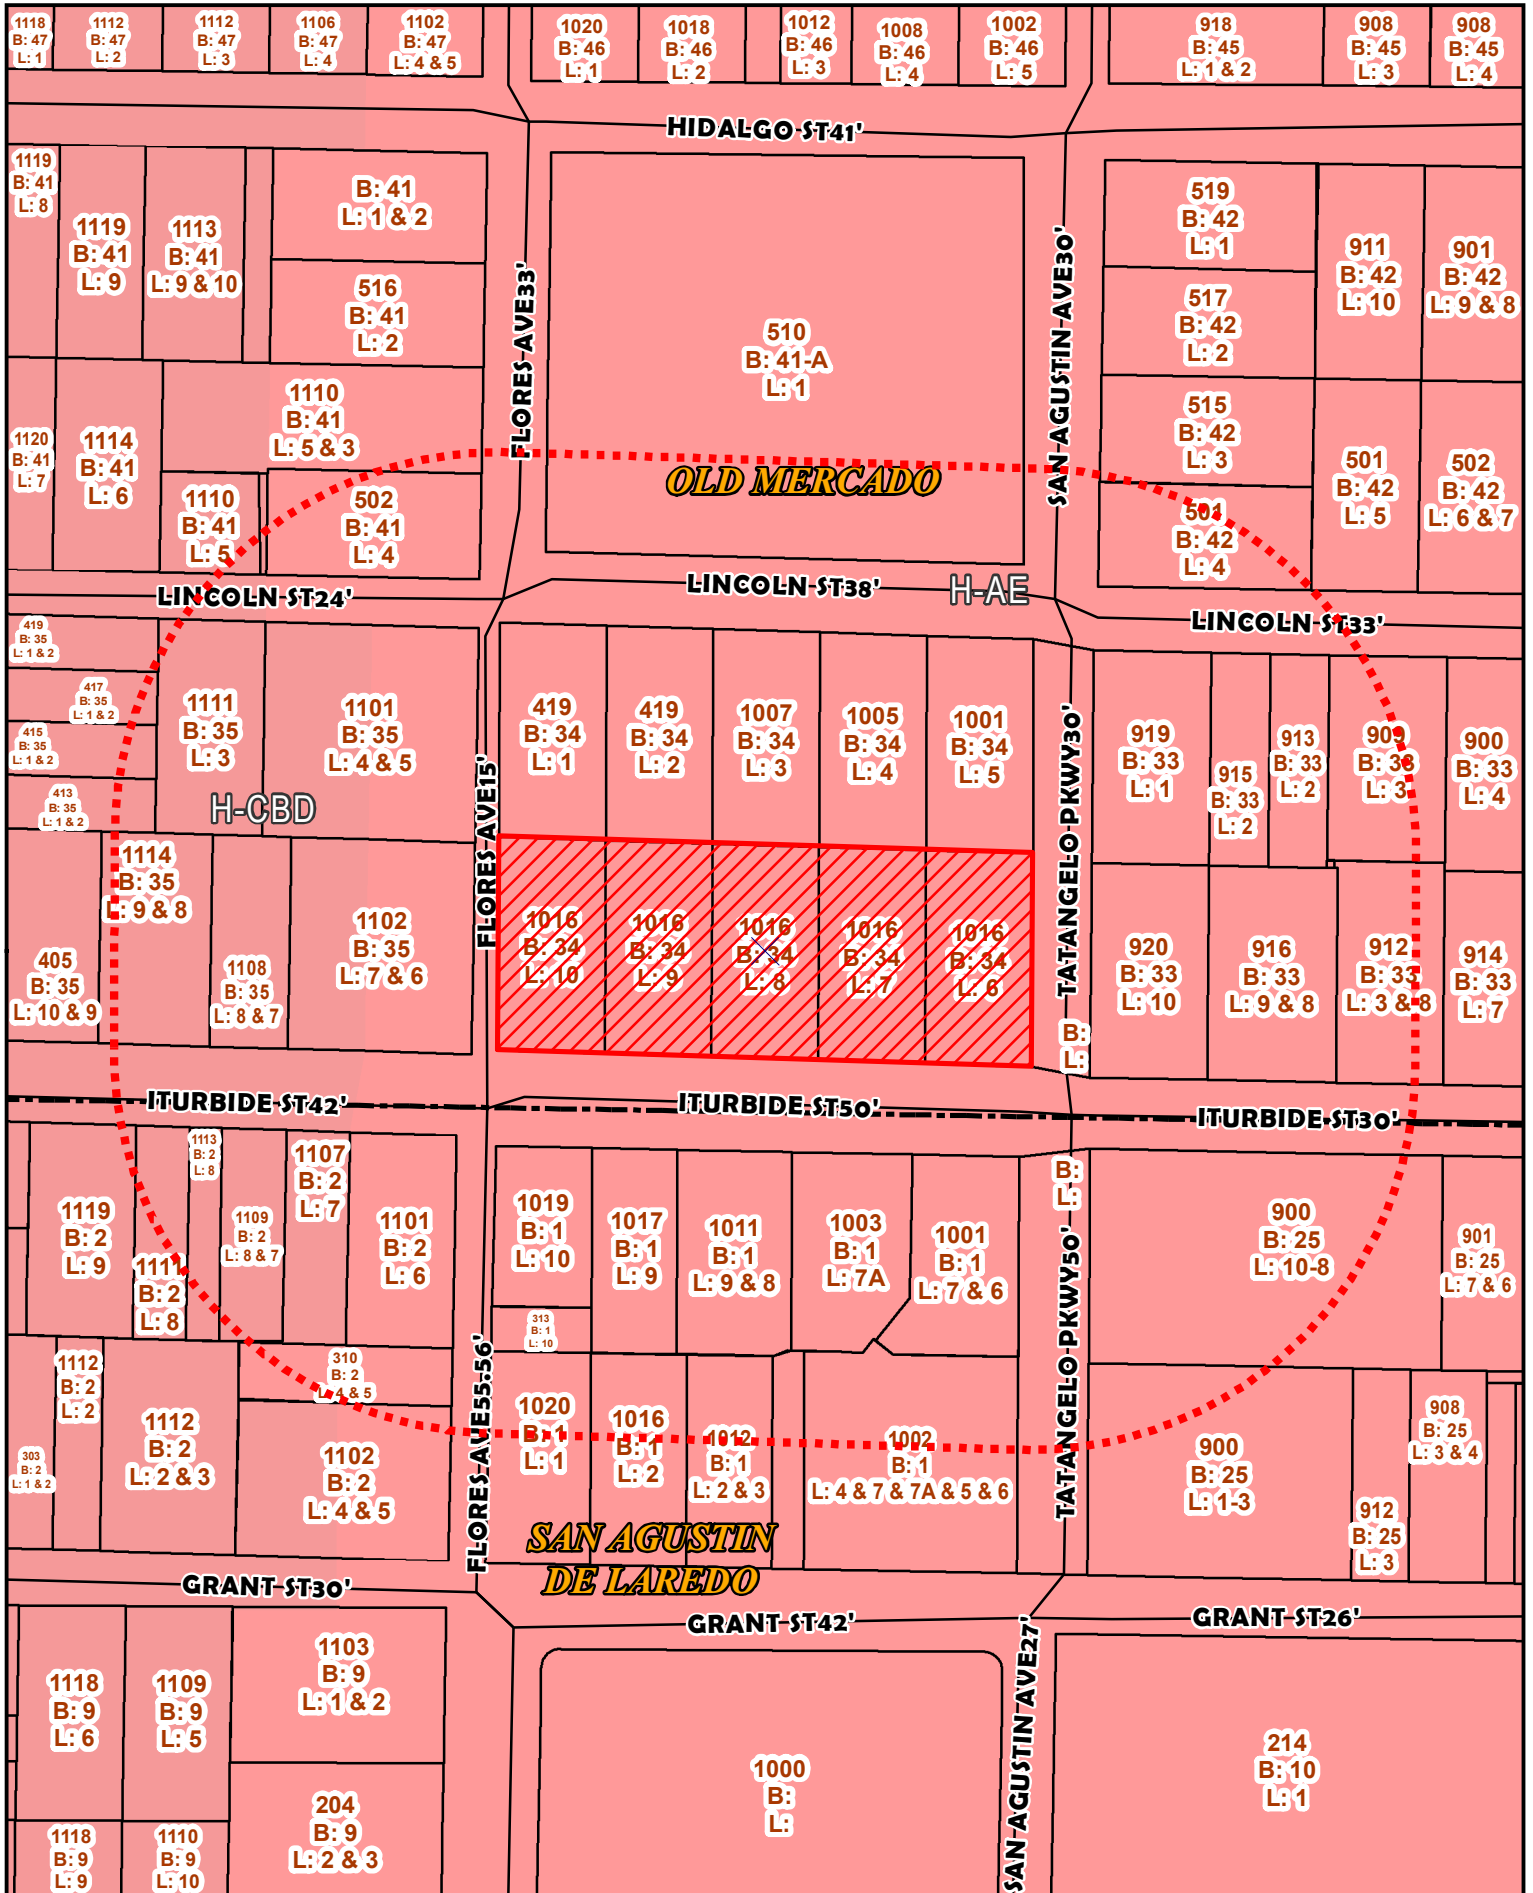 1118
B: 47
L: 1
1112
B: 47
L: 2
1112
B: 47
L: 3
1106
B: 47
L: 4
1102
B: 47
L: 4 & 5
1020
B: 46
L: 1
1018
B: 46
L: 2
1012
B: 46
L: 3
1008
B: 46
L: 4
1002
B: 46
L: 5
918
B: 45
L: 1 & 2
908
B: 45
L: 3
908
B: 45
L: 4
HIDALGO ST41'
1119
B: 41
L: 8
1119
B: 41
L: 9
1113
B: 41
L: 9 & 10
B: 41
L: 1 & 2
516
B: 41
L: 2
FLORES AVE33'
510
B: 41-A
L: 1
SAN AGUSTIN AVE30'
519
B: 42
L: 1
517
B: 42
L: 2
911
B: 42
L: 10
901
B: 42
L: 9 & 8
1120
B: 41
L: 7
1114
B: 41
L: 6
1110
B: 41
L: 5 & 3
1110
B: 41
L: 5
502
B: 41
L: 4
OLD MERCADO
515
B: 42
L: 3
501
B: 42
L: 4
501
B: 42
L: 5
502
B: 42
L: 6 & 7
LINCOLN ST24'
LINCOLN ST38'
H-AE
LINCOLN ST33'
419
B: 35
L: 1 & 2
417
B: 35
L: 1 & 2
415
B: 35
L: 1 & 2
413
B: 35
L: 1 & 2
1111
B: 35
L: 3
1101
B: 35
L: 4 & 5
H-CBD
FLORES AVE15'
419
B: 34
L: 1
419
B: 34
L: 2
1007
B: 34
L: 3
1005
B: 34
L: 4
1001
B: 34
L: 5
TATANGELO PKWY30'
919
B: 33
L: 1
915
B: 33
L: 2
913
B: 33
L: 2
909
B: 33
L: 3
900
B: 33
L: 4
405
B: 35
L: 10 & 9
1114
B: 35
L: 9 & 8
1108
B: 35
L: 8 & 7
1102
B: 35
L: 7 & 6
1016
B: 34
L: 10
1016
B: 34
L: 9
1016
B: 34
L: 8
1016
B: 34
L: 7
1016
B: 34
L: 6
B:
L:
920
B: 33
L: 10
916
B: 33
L: 9 & 8
912
B: 33
L: 3 & 8
914
B: 33
L: 7
ITURBIDE ST42'
ITURBIDE ST50'
ITURBIDE ST30'
1119
B: 2
L: 9
1111
B: 2
L: 8
1113
B: 2
L: 8
1109
B: 2
L: 8 & 7
1107
B: 2
L: 7
1101
B: 2
L: 6
1019
B: 1
L: 10
313
B: 1
L: 10
1017
B: 1
L: 9
1011
B: 1
L: 9 & 8
1003
B: 1
L: 7A
1001
B: 1
L: 7 & 6
B:
L:
TATANGELO PKWY50'
900
B: 25
L: 10-8
901
B: 25
L: 7 & 6
303
B: 2
L: 1 & 2
1112
B: 2
L: 2
1112
B: 2
L: 2 & 3
310
B: 2
L: 4 & 5
1102
B: 2
L: 4 & 5
FLORES AVE55.56'
1020
B: 1
L: 1
1016
B: 1
L: 2
1012
B: 1
L: 2 & 3
1002
B: 1
L: 4 & 7 & 7A & 5 & 6
900
B: 25
L: 1-3
912
B: 25
L: 3
908
B: 25
L: 3 & 4
SAN AGUSTIN
DE LAREDO
GRANT ST30'
GRANT ST42'
GRANT ST26'
1118
B: 9
L: 6
1109
B: 9
L: 5
1103
B: 9
L: 1 & 2
1118
B: 9
L: 9
1110
B: 9
L: 10
204
B: 9
L: 2 & 3
1000
B:
L:
SAN AGUSTIN AVE27'
214
B: 10
L: 1